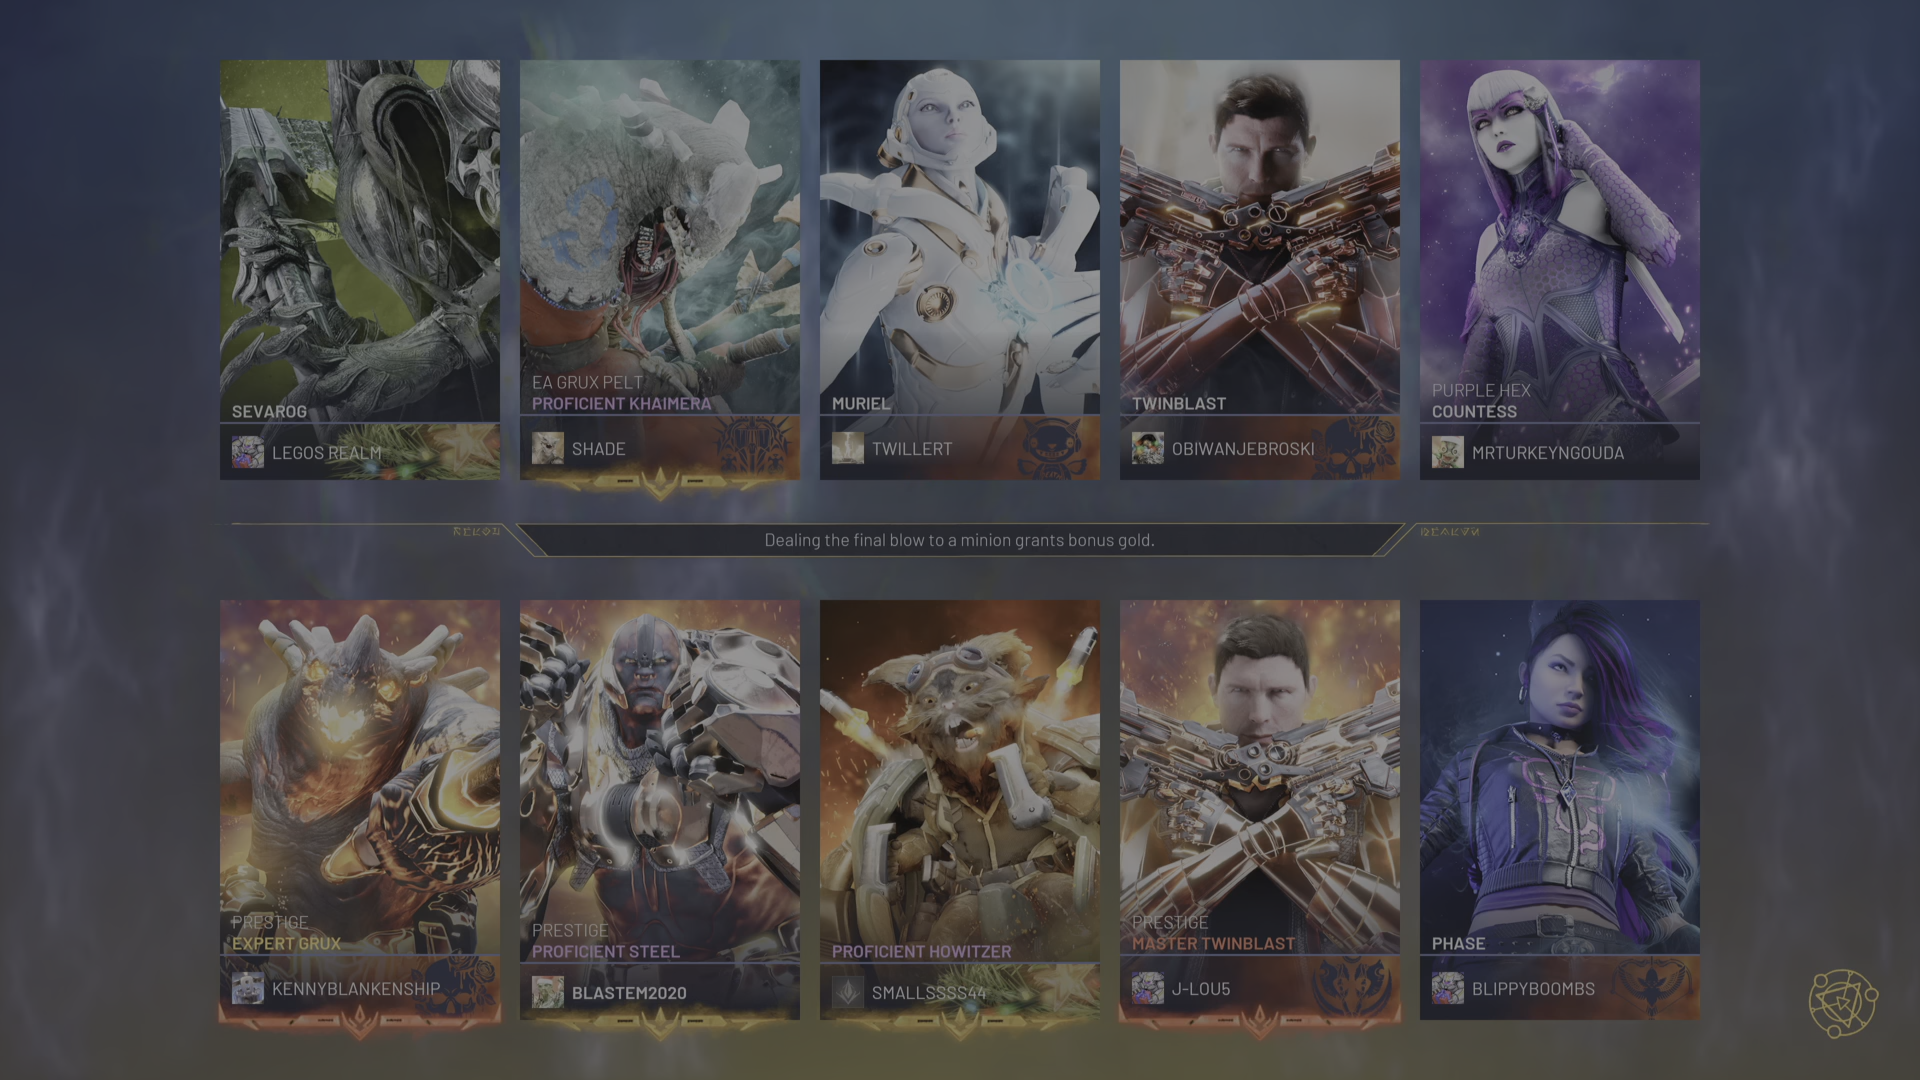 SEVAROG
LEGOS REALM
EA GRUX PELT
PROFICIENT KHAIMERA
SHADE
MURIEL
TWILLERT
TWINBLAST
OBIWANJEBROSKI
PURPLE HEX
COUNTESS
MRTURKEYNGOUDA
Dealing the final blow to a minion grants bonus gold.
PRESTIGE
EXPERT GRUX
KENNYBLANKENSHIP
PRESTIGE
PROFICIENT STEEL
BLASTEM2020
PROFICIENT HOWITZER
SMALLSSSS44
PRESTIGE
MASTER TWINBLAST
J-LOU5
PHASE
BLIPPYBOOMBS